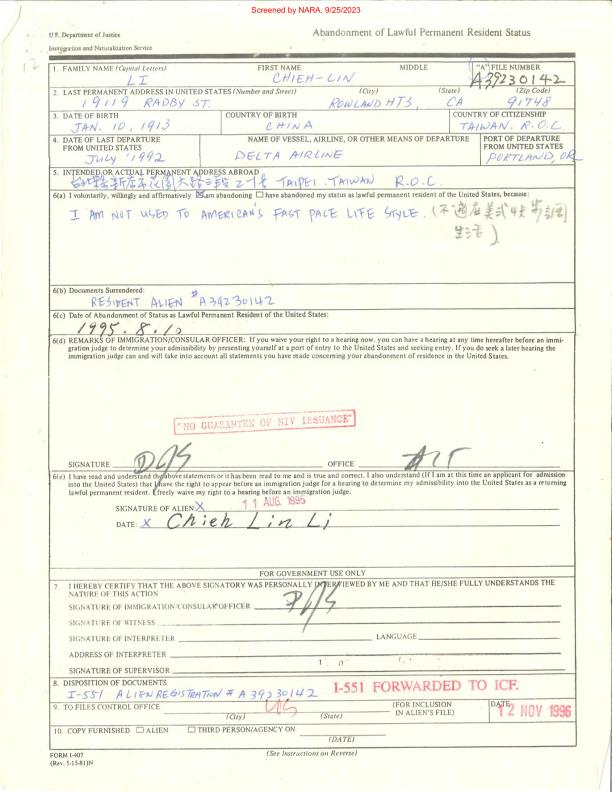 Screened by NARA, 9/25/2023
U.S. Department of Justice
Immigration and Naturalization Service
Abandonment of Lawful Permanent Resident Status
12
1. FAMILY NAME (Capital Letters) FIRST NAME MIDDLE "A" FILE NUMBER
LI CHIEH-LIN A39230142
2. LAST PERMANENT ADDRESS IN UNITED STATES (Number and Street) (City) (State) (Zip Code)
19119 RADBY ST. ROWLAND HTS, CA 91748
3. DATE OF BIRTH COUNTRY OF BIRTH COUNTRY OF CITIZENSHIP
JAN. 10, 1913 CHINA TAIWAN. R.O.C.
4. DATE OF LAST DEPARTURE FROM UNITED STATES NAME OF VESSEL, AIRLINE, OR OTHER MEANS OF DEPARTURE PORT OF DEPARTURE FROM UNITED STATES
July '1992 DELTA AIRLINE PORTLAND, OR
5. INTENDED OR ACTUAL PERMANENT ADDRESS ABROAD
TAIPEI. TAIWAN R.O.C.
6(a) I voluntarily, willingly and affirmatively ☒ am abandoning ☐ have abandoned my status as lawful permanent resident of the United States, because:
I AM NOT USED TO AMERICAN'S FAST PALE LIFE STYLE. (不適應美式快步調
生活)
6(b) Documents Surrendered:
RESIDENT ALIEN # A39230142
6(c) Date of Abandonment of Status as Lawful Permanent Resident of the United States:
1995. 8. 10
6(d) REMARKS OF IMMIGRATION/CONSULAR OFFICER: If you waive your right to a hearing now, you can have a hearing at any time hereafter before an immi-
gration judge to determine your admissibility by presenting yourself at a port of entry to the United States and seeking entry. If you do seek a later hearing the
immigration judge can and will take into account all statements you have made concerning your abandonment of residence in the United States.
"NO GUARANTEE OF NIV ISSUANCE"
SIGNATURE OFFICE AIT
6(e) I have read and understand the above statements or it has been read to me and is true and correct. I also understand (If I am at this time an applicant for admission
into the United States) that I have the right to appear before an immigration judge for a hearing to determine my admissibility into the United States as a returning
lawful permanent resident. I freely waive my right to a hearing before an immigration judge.
SIGNATURE OF ALIEN: X 11 AUG. 1995
DATE: X Chieh Lin Li
FOR GOVERNMENT USE ONLY
7. I HEREBY CERTIFY THAT THE ABOVE SIGNATORY WAS PERSONALLY INTERVIEWED BY ME AND THAT HE/SHE FULLY UNDERSTANDS THE
NATURE OF THIS ACTION
SIGNATURE OF IMMIGRATION/CONSULAR OFFICER
SIGNATURE OF WITNESS
SIGNATURE OF INTERPRETER LANGUAGE
ADDRESS OF INTERPRETER
SIGNATURE OF SUPERVISOR
8. DISPOSITION OF DOCUMENTS
I-551 ALIEN REGISTRATION # A 39230142 I-551 FORWARDED TO ICF.
9. TO FILES CONTROL OFFICE (City) (State) (FOR INCLUSION IN ALIEN'S FILE) DATE
12 NOV 1996
10. COPY FURNISHED ☐ ALIEN ☐ THIRD PERSON/AGENCY ON (DATE)
FORM I-407
(Rev. 5-15-81)N
(See Instructions on Reverse)